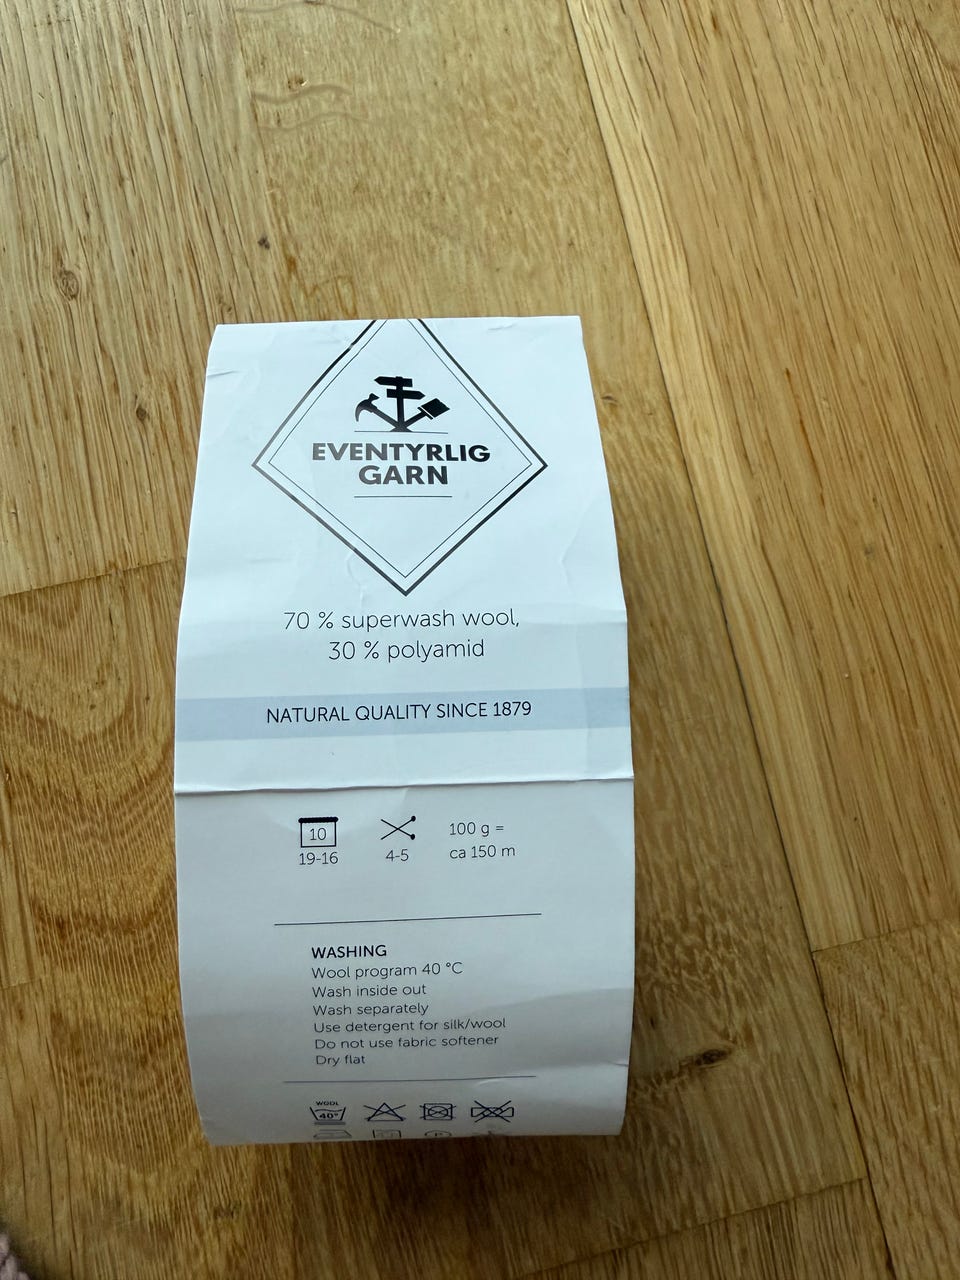 EVENTYRLIG
GARN
70 % superwash wool,
30 % polyamid
NATURAL QUALITY SINCE 1879
10
19-16
4-5
100 g =
ca 150 m
WASHING
Wool program 40 °C
Wash inside out
Wash separately
Use detergent for silk/wool
Do not use fabric softener
Dry flat
WOOL
40°
P